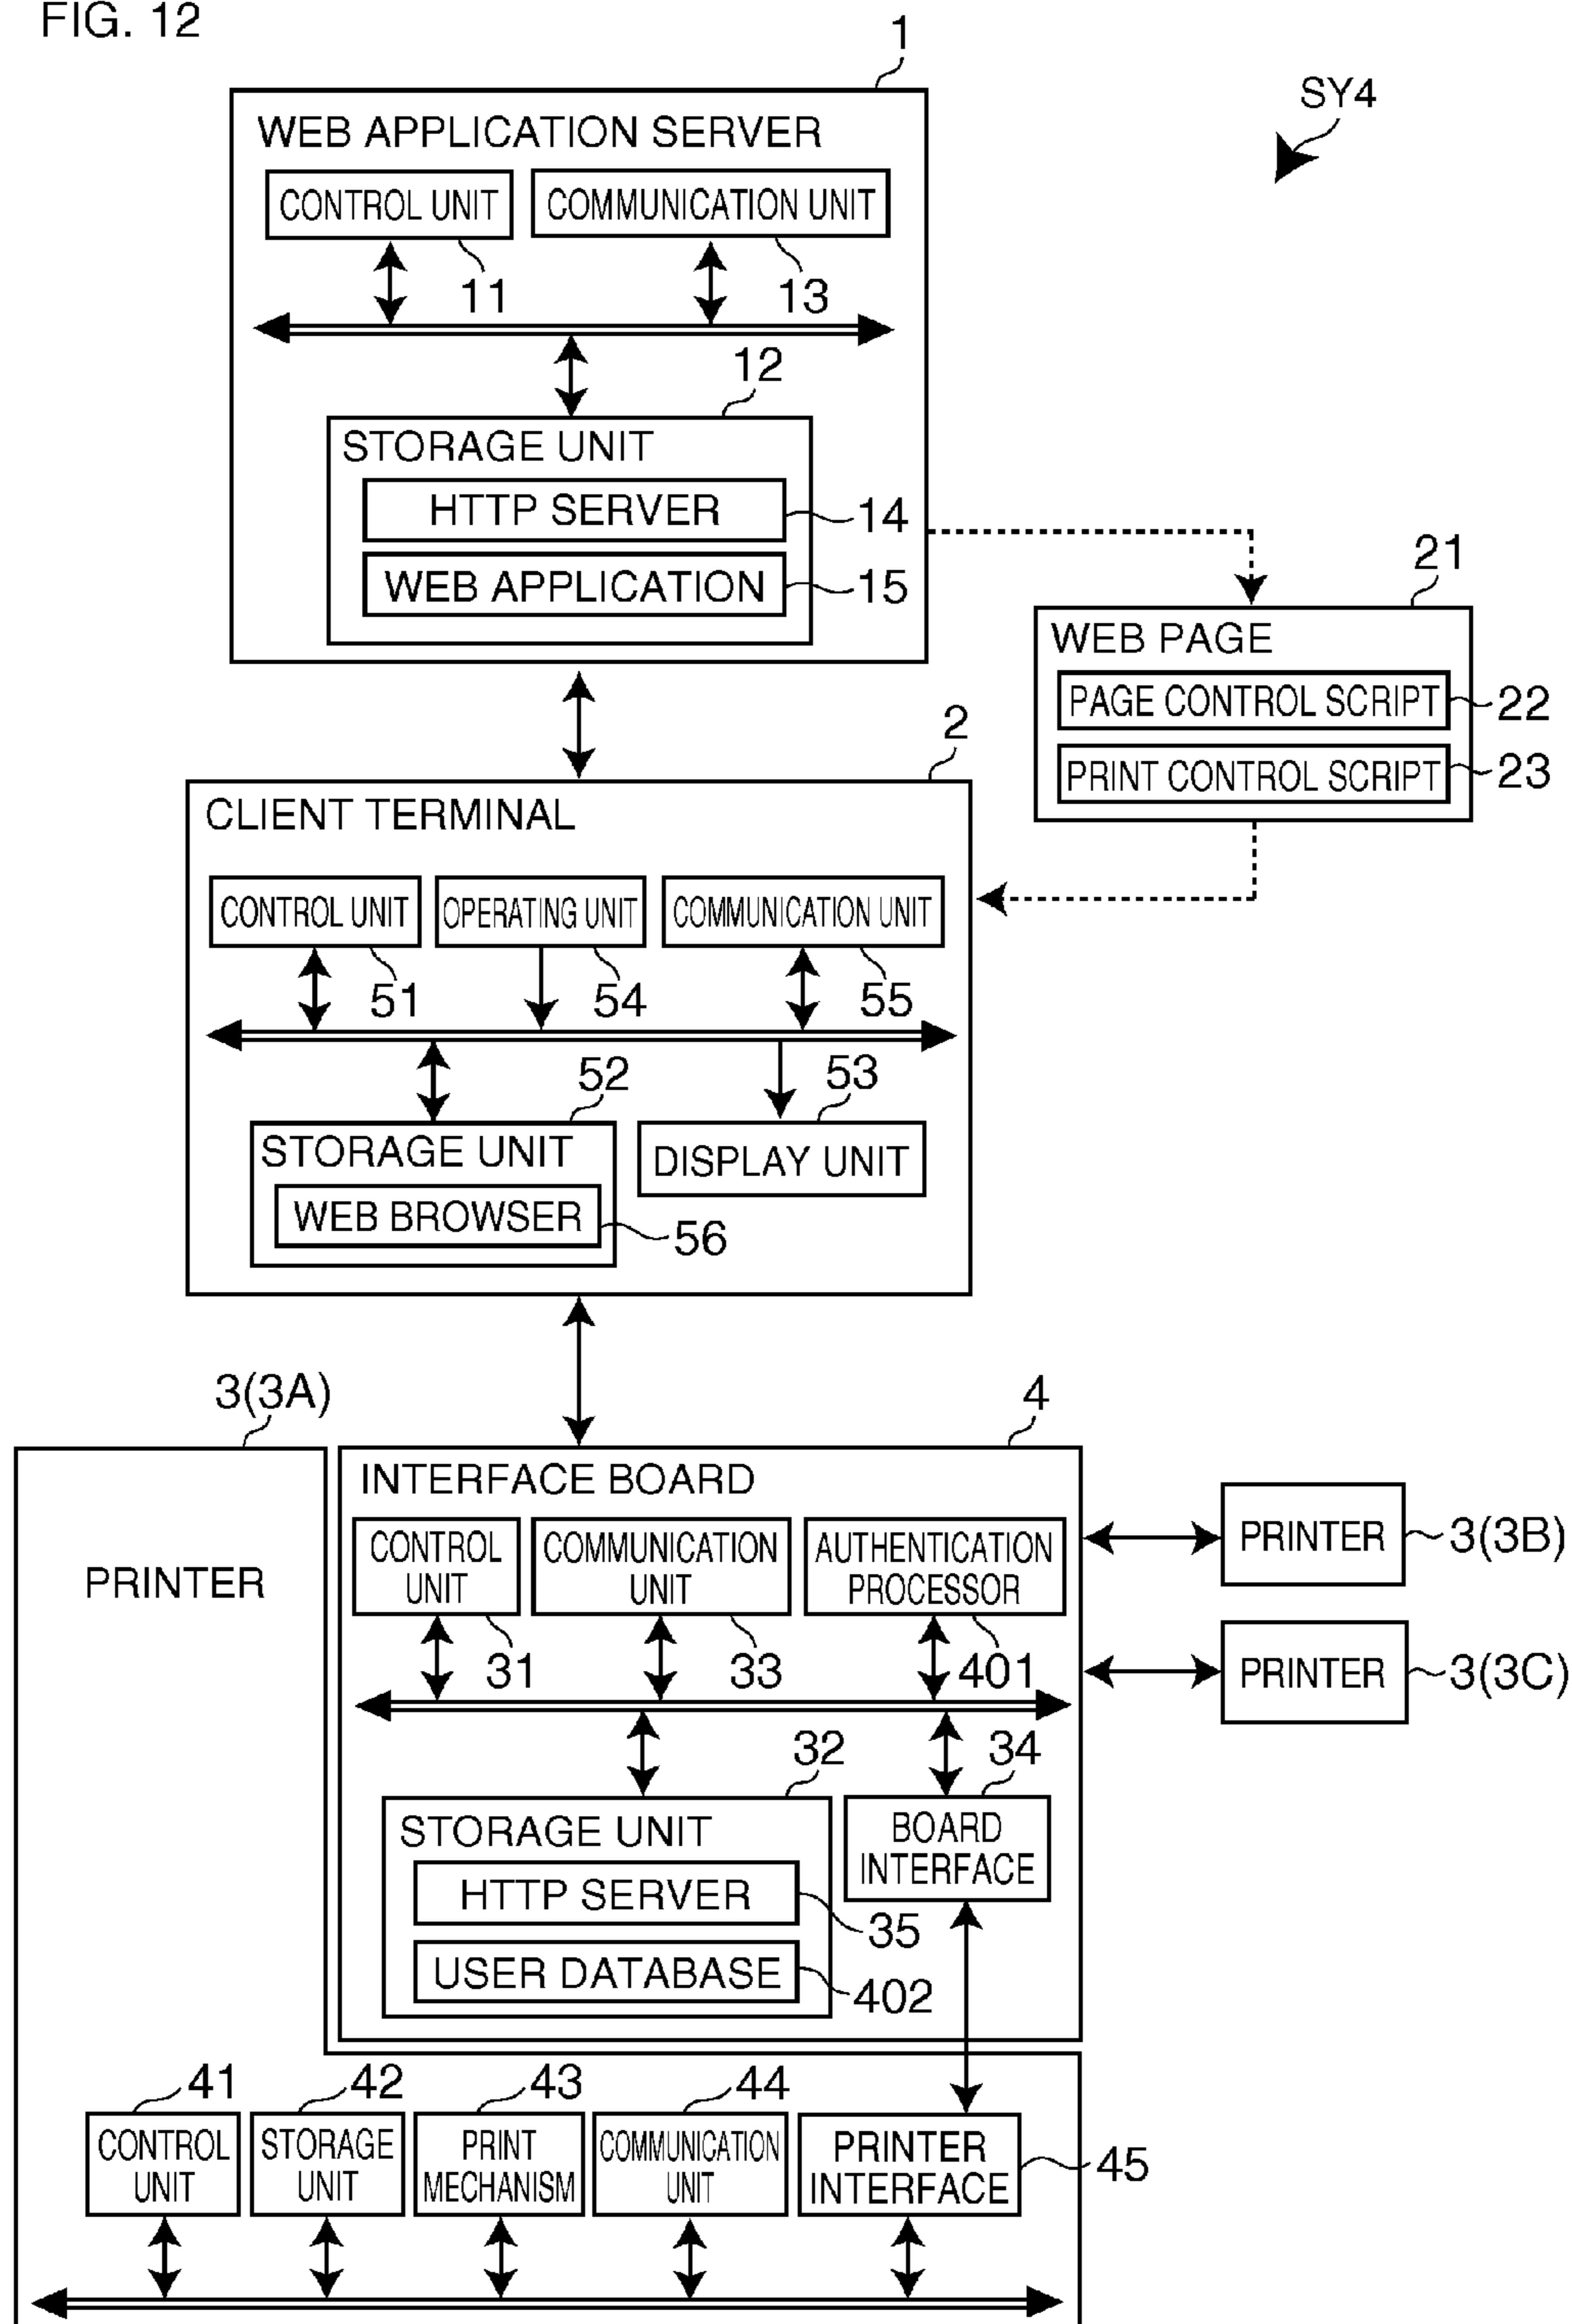 FIG. 12
1
SY4
WEB APPLICATION SERVER
CONTROL UNIT
COMMUNICATION UNIT
11
13
12
STORAGE UNIT
HTTP SERVER
14
WEB APPLICATION
15
21
WEB PAGE
PAGE CONTROL SCRIPT
22
PRINT CONTROL SCRIPT
23
2
CLIENT TERMINAL
CONTROL UNIT
OPERATING UNIT
COMMUNICATION UNIT
51
54
55
52
53
STORAGE UNIT
DISPLAY UNIT
WEB BROWSER
56
3(3A)
4
PRINTER
INTERFACE BOARD
CONTROL
UNIT
COMMUNICATION
UNIT
AUTHENTICATION
PROCESSOR
31
33
401
PRINTER
3(3B)
PRINTER
3(3C)
32
34
STORAGE UNIT
BOARD
INTERFACE
HTTP SERVER
35
USER DATABASE
402
41
42
43
44
CONTROL
UNIT
STORAGE
UNIT
PRINT
MECHANISM
COMMUNICATION
UNIT
PRINTER
INTERFACE
45